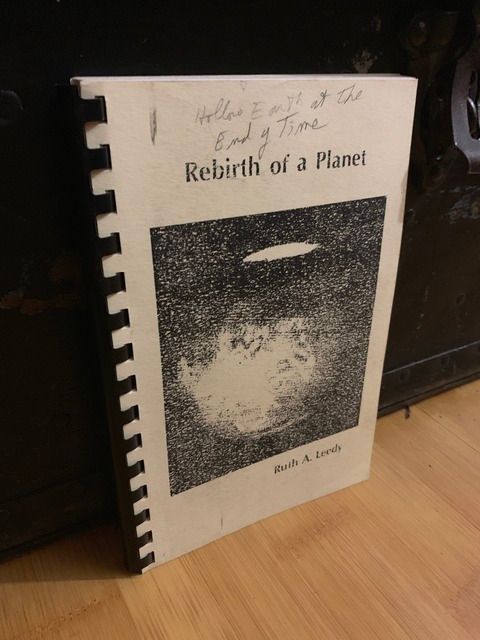 Hollow Earth at the
End of Time
Rebirth of a Planet
Ruth A. Leedy